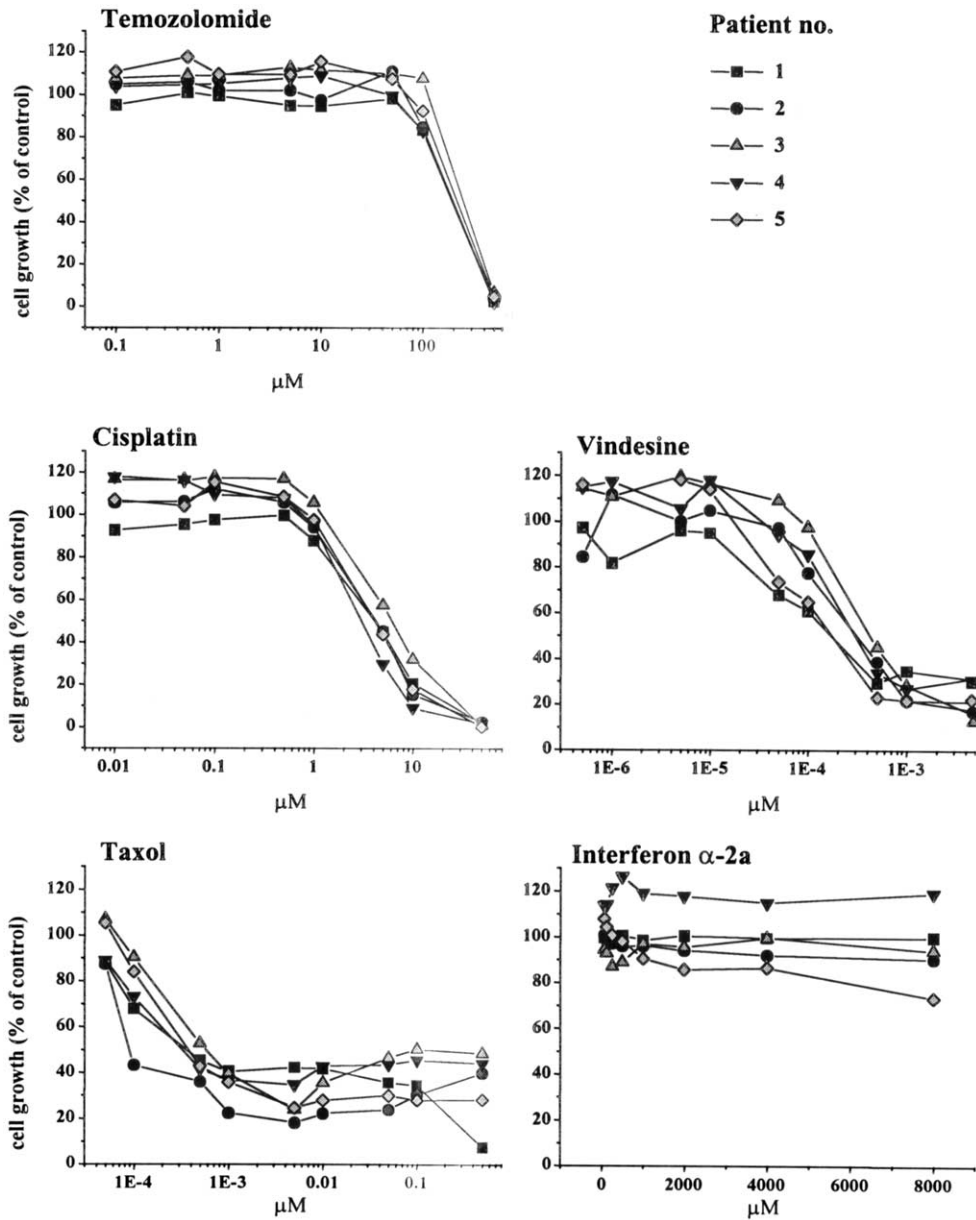 Temozolomide
Patient no.
120
100
80
60
40
20
0
cell growth (% of control)
0.1 1 10 100
μM
1
2
3
4
5
Cisplatin
120
100
80
60
40
20
0
cell growth (% of control)
0.01 0.1 1 10
μM
Vindesine
120
100
80
60
40
20
0
1E-6 1E-5 1E-4 1E-3
μM
Taxol
120
100
80
60
40
20
0
cell growth (% of control)
1E-4 1E-3 0.01 0.1
μM
Interferon α-2a
120
100
80
60
40
20
0
0 2000 4000 6000 8000
μM